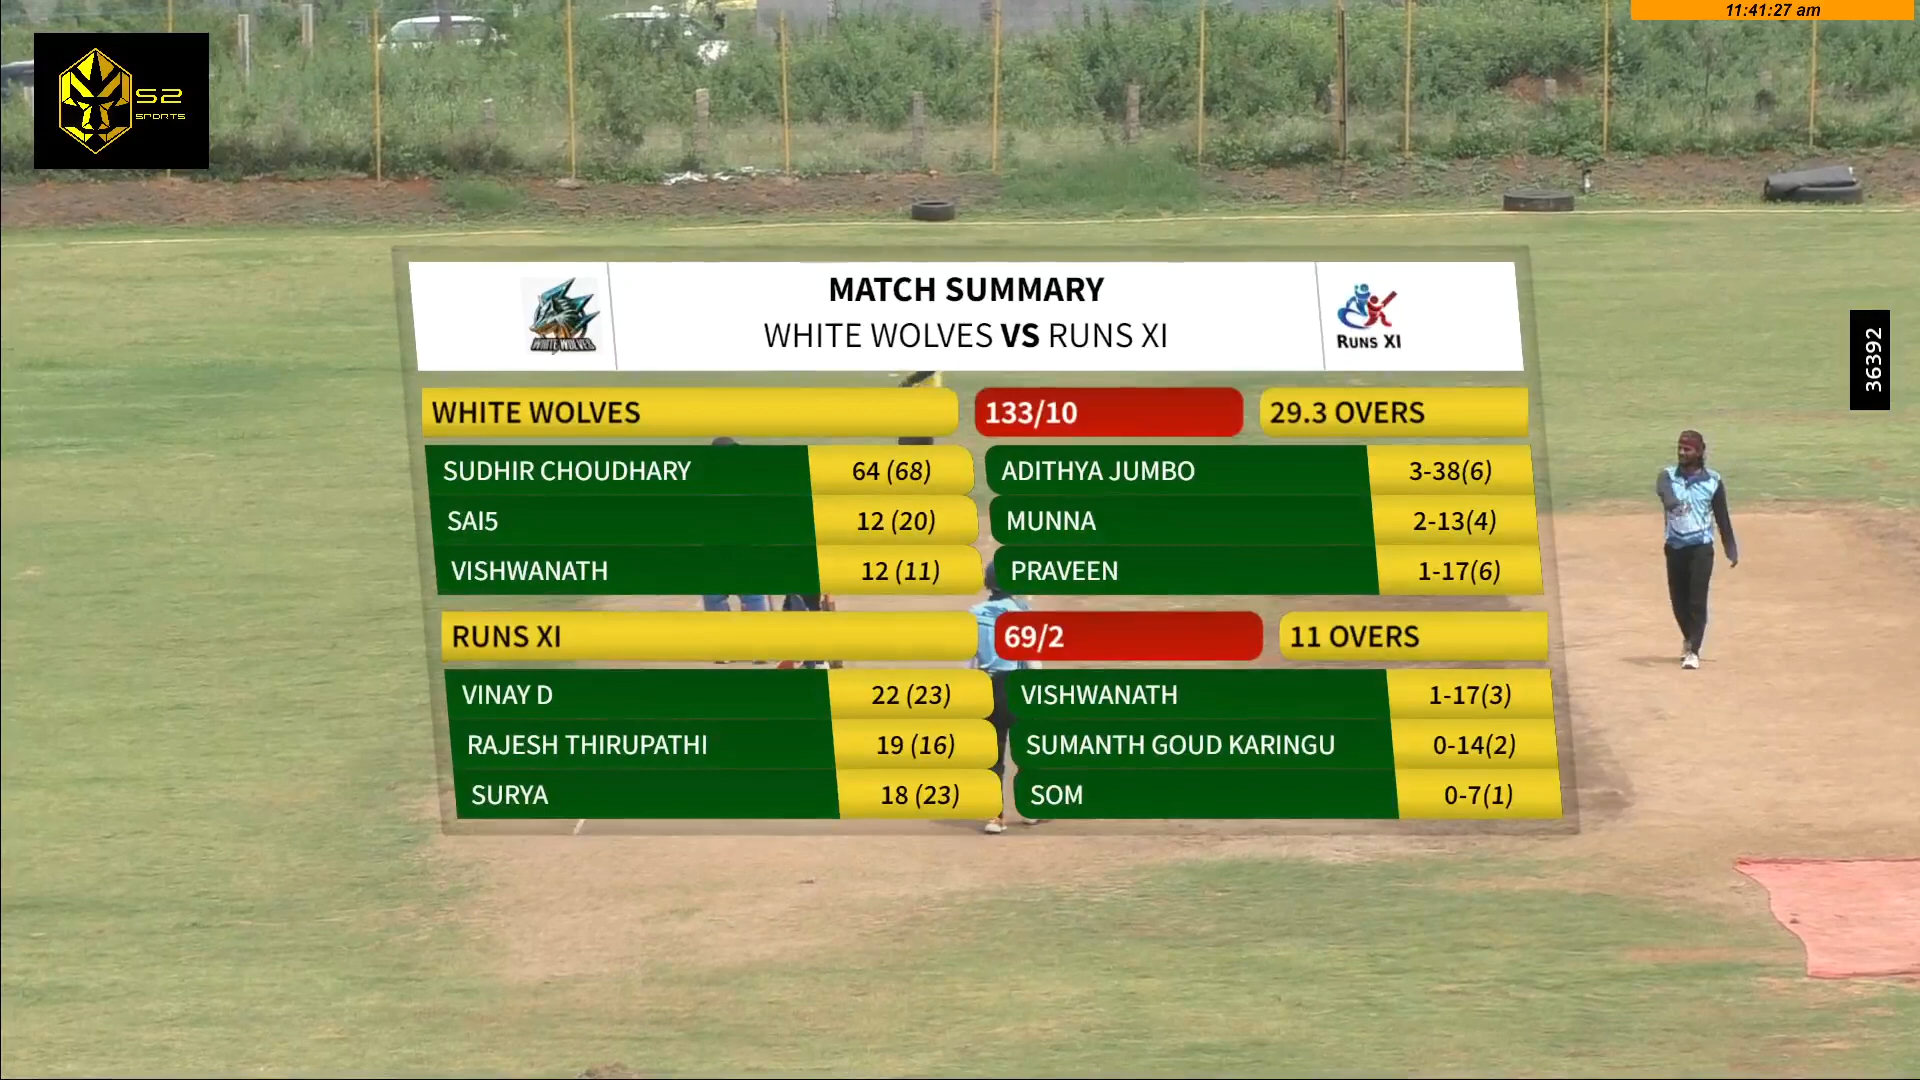 11:41:27 am
S2
SPORTS
MATCH SUMMARY
WHITE WOLVES VS RUNS XI
WHITE WOLVES
RUNS XI
WHITE WOLVES 133/10 29.3 OVERS
SUDHIR CHOUDHARY 64 (68) ADITHYA JUMBO 3-38(6)
SAI5 12 (20) MUNNA 2-13(4)
VISHWANATH 12 (11) PRAVEEN 1-17(6)
RUNS XI 69/2 11 OVERS
VINAY D 22 (23) VISHWANATH 1-17(3)
RAJESH THIRUPATHI 19 (16) SUMANTH GOUD KARINGU 0-14(2)
SURYA 18 (23) SOM 0-7(1)
36392